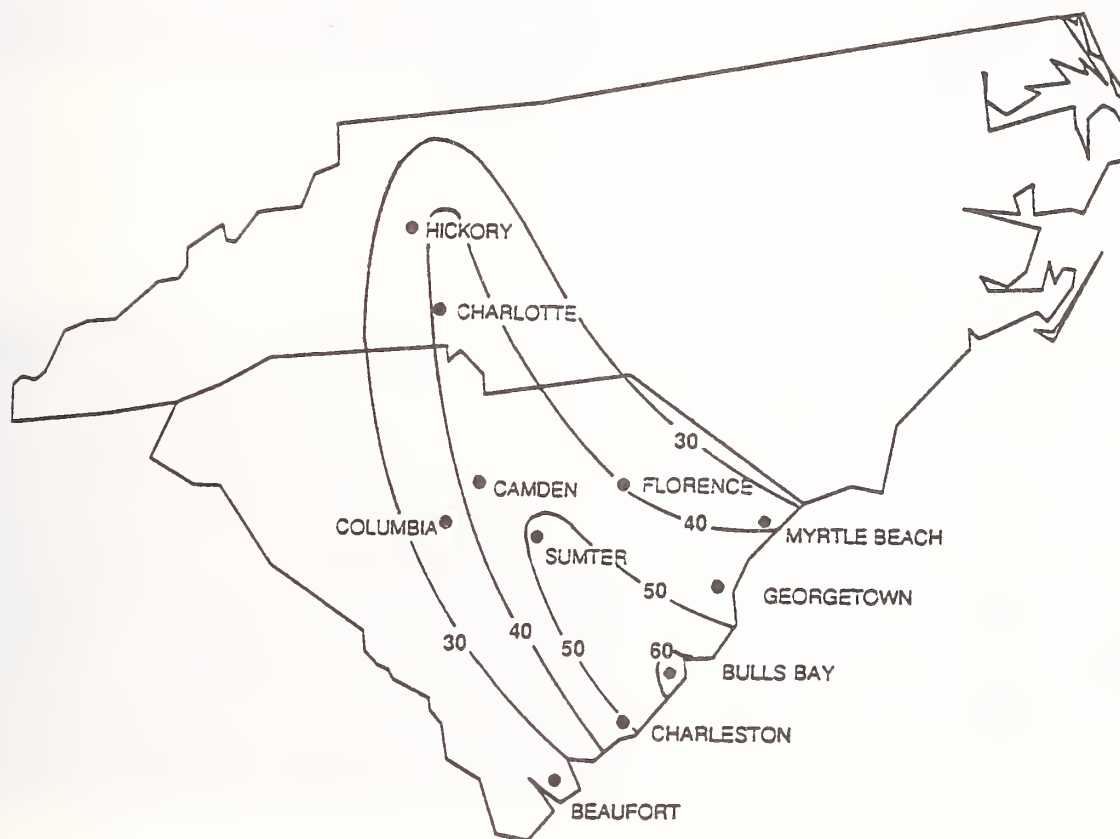 HICKORY
CHARLOTTE
30
CAMDEN
FLORENCE
COLUMBIA
40
MYRTLE BEACH
SUMTER
50
GEORGETOWN
30
40
50
60
BULLS BAY
CHARLESTON
BEAUFORT